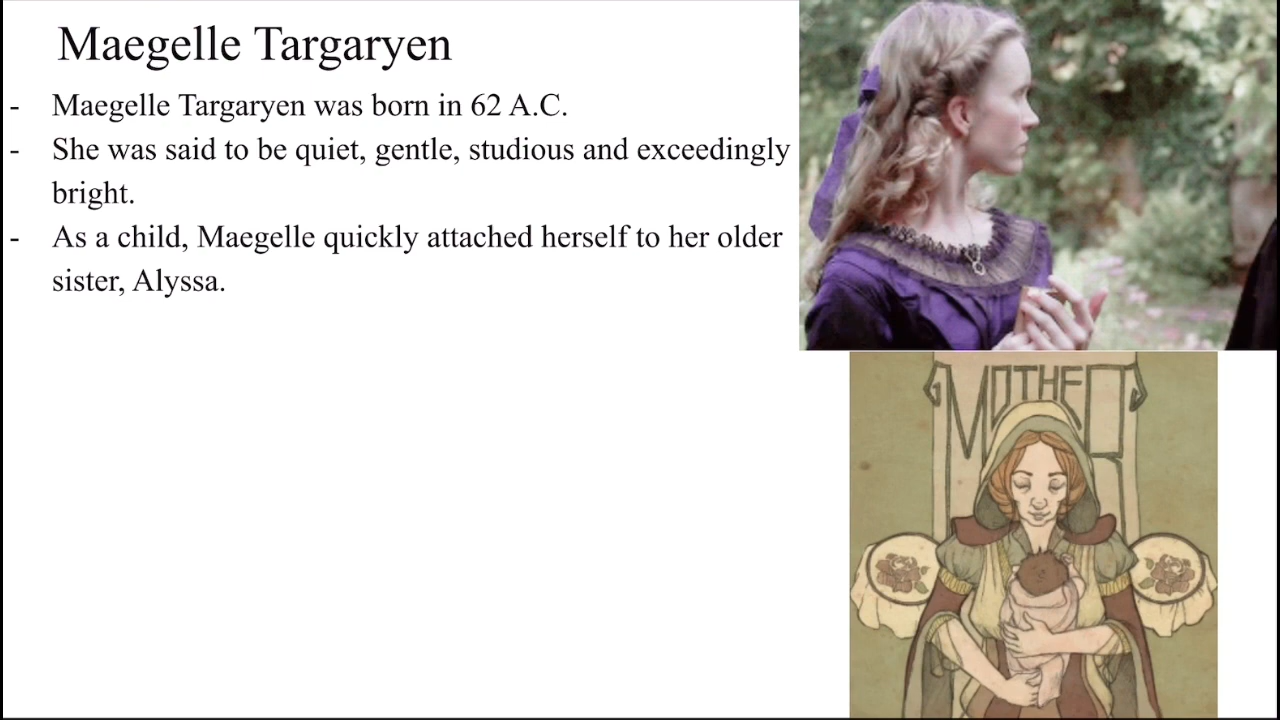 Maegelle Targaryen
- Maegelle Targaryen was born in 62 A.C.
- She was said to be quiet, gentle, studious and exceedingly
bright.
- As a child, Maegelle quickly attached herself to her older
sister, Alyssa.
MOTHER